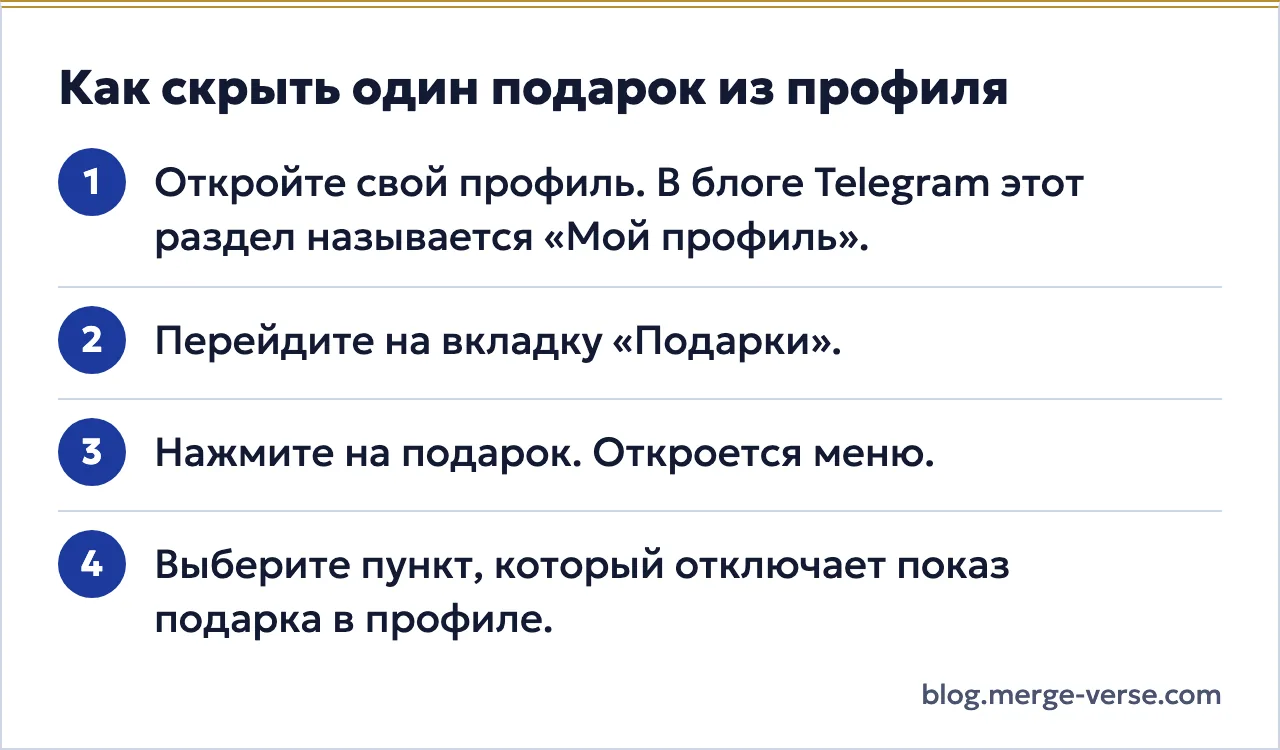 Как скрыть один подарок из профиля
1
Откройте свой профиль. В блоге Telegram этот
раздел называется «Мой профиль».
2
Перейдите на вкладку «Подарки».
3
Нажмите на подарок. Откроется меню.
4
Выберите пункт, который отключает показ
подарка в профиле.
blog.merge-verse.com